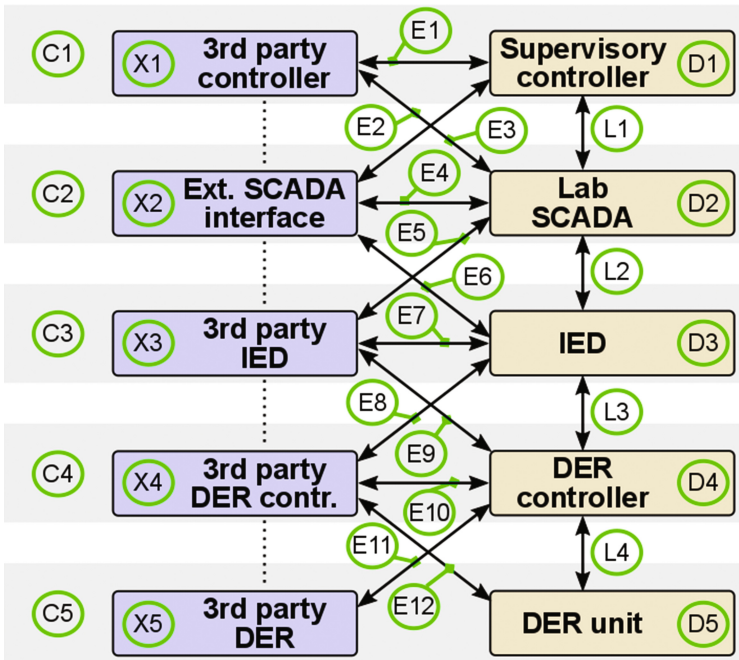 C1
X1
3rd party
controller
E1
Supervisory
controller
D1
E2
E3
L1
C2
X2
Ext. SCADA
interface
E4
Lab
SCADA
D2
E5
E6
L2
C3
X3
3rd party
IED
E7
IED
D3
E8
E9
L3
C4
X4
3rd party
DER contr.
E10
DER
controller
D4
E11
E12
L4
C5
X5
3rd party
DER
DER unit
D5